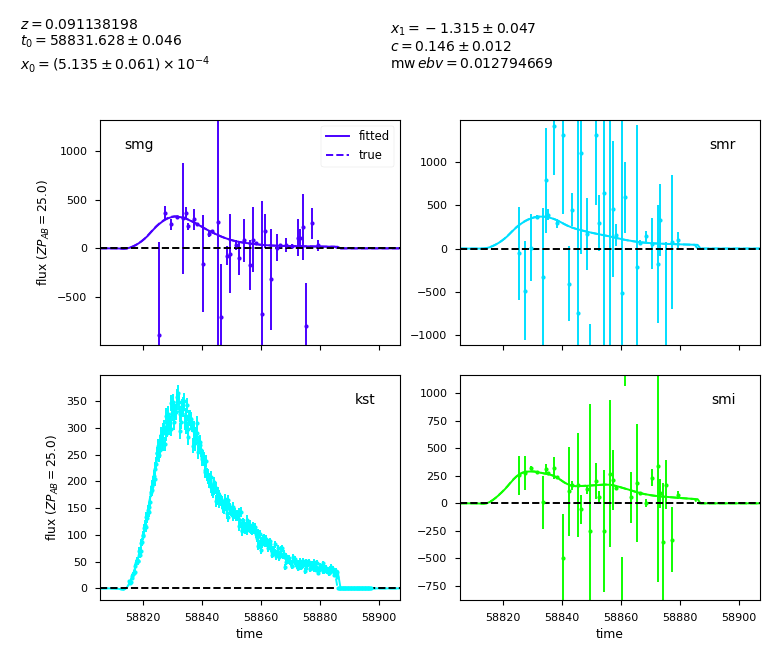 z = 0.091138198
t₀ = 58831.628 ± 0.046
x₀ = (5.135 ± 0.061) × 10⁻⁴
x₁ = −1.315 ± 0.047
c = 0.146 ± 0.012
mw ebv = 0.012794669
smg
fitted
true
1000
500
0
−500
flux (ZP_AB = 25.0)
smr
1000
500
0
−500
−1000
kst
350
300
250
200
150
100
50
0
flux (ZP_AB = 25.0)
58820 58840 58860 58880 58900
time
smi
1000
750
500
250
0
−250
−500
−750
58820 58840 58860 58880 58900
time